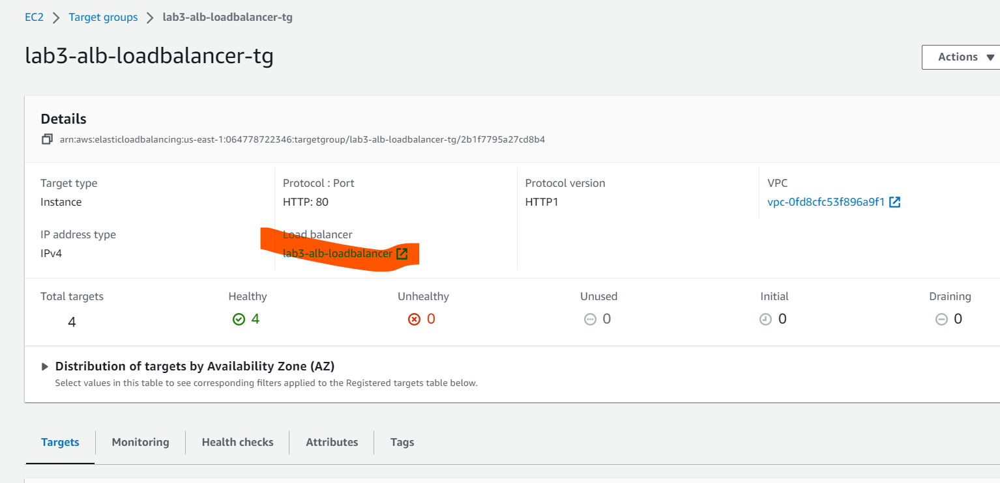 EC2 > Target groups > lab3-alb-loadbalancer-tg
lab3-alb-loadbalancer-tg
Actions
Details
arn:aws:elasticloadbalancing:us-east-1:064778722346:targetgroup/lab3-alb-loadbalancer-tg/2b1f7795a27cd8b4
Target type
Instance
Protocol : Port
HTTP: 80
Protocol version
HTTP1
VPC
vpc-0fd8cfc53f896a9f1
IP address type
IPv4
Load balancer
lab3-alb-loadbalancer
Total targets
4
Healthy
4
Unhealthy
0
Unused
0
Initial
0
Draining
0
Distribution of targets by Availability Zone (AZ)
Select values in this table to see corresponding filters applied to the Registered targets table below.
Targets
Monitoring
Health checks
Attributes
Tags